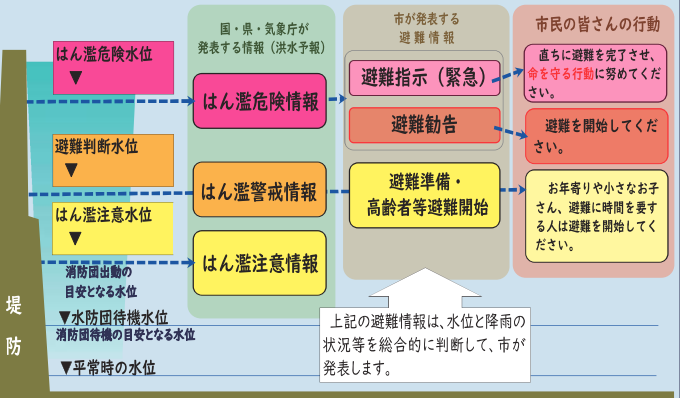 はん濫危険水位
▼
避難判断水位
▼
はん濫注意水位
▼
消防団出動の
目安となる水位
▼水防団待機水位
消防団待機の目安となる水位
▼平常時の水位
堤防
国・県・気象庁が
発表する情報（洪水予報）
はん濫危険情報
はん濫警戒情報
はん濫注意情報
市が発表する
避難情報
避難指示（緊急）
避難勧告
避難準備・
高齢者等避難開始
上記の避難情報は、水位と降雨の
状況等を総合的に判断して、市が
発表します。
市民の皆さんの行動
直ちに避難を完了させ、
命を守る行動に努めてくだ
さい。
避難を開始してくだ
さい。
お年寄りや小さなお子
さん、避難に時間を要す
る人は避難を開始してく
ださい。